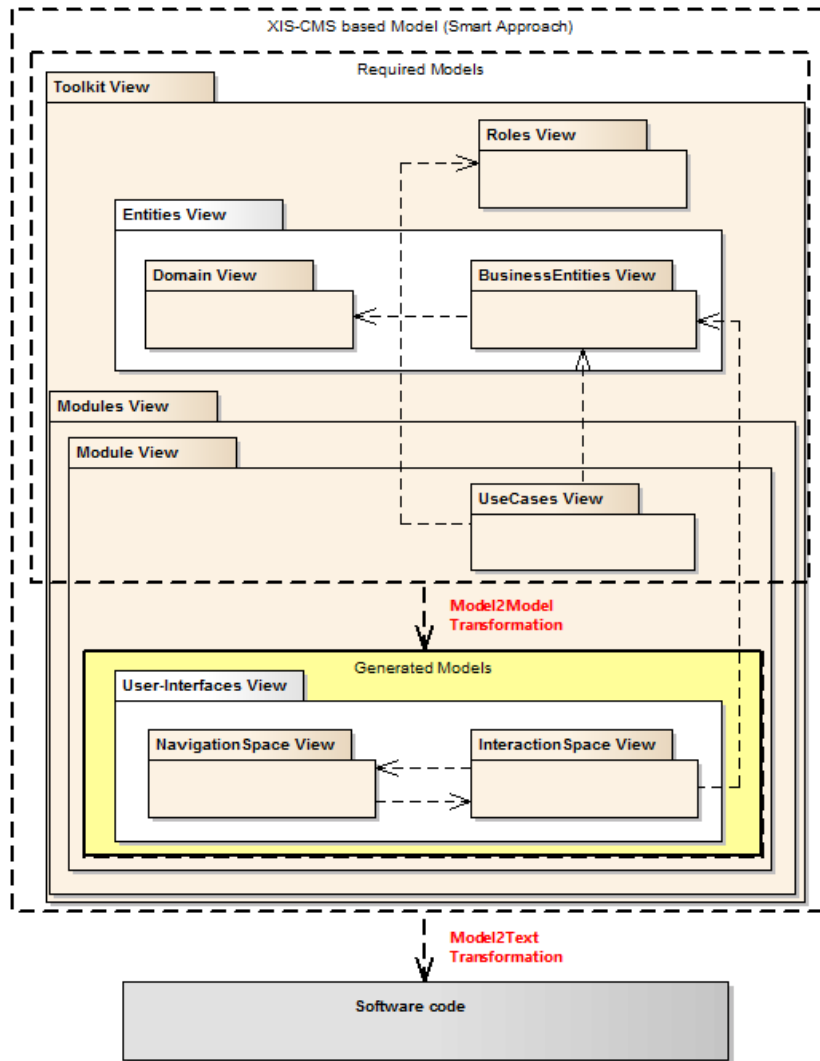 XIS-CMS based Model (Smart Approach)
Required Models
Toolkit View
Roles View
Entities View
Domain View
BusinessEntities View
Modules View
Module View
UseCases View
Model2Model
Transformation
Generated Models
User-Interfaces View
NavigationSpace View
InteractionSpace View
Model2Text
Transformation
Software code